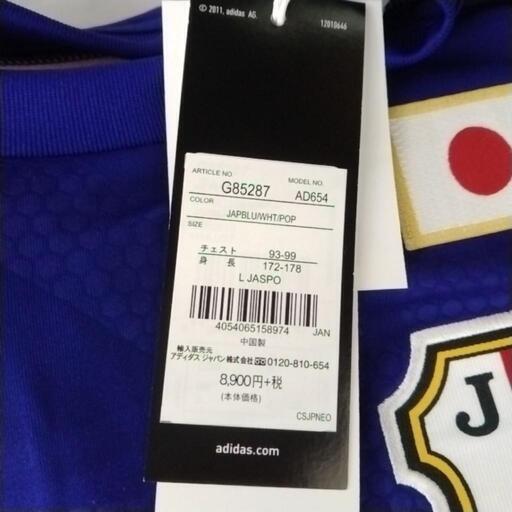 © 2011, adidas AG.
12010646
ARTICLE NO.
G85287
MODEL NO.
AD654
COLOR
JAPBLU/WHT/POP
SIZE
チェスト 93-99
身 長 172-178
L JASPO
4054065158974 JAN
中国製
輸入販売元
アディダス ジャパン株式会社 0120-810-654
8,900円+税
(本体価格)
CSJPNEO
adidas.com
J